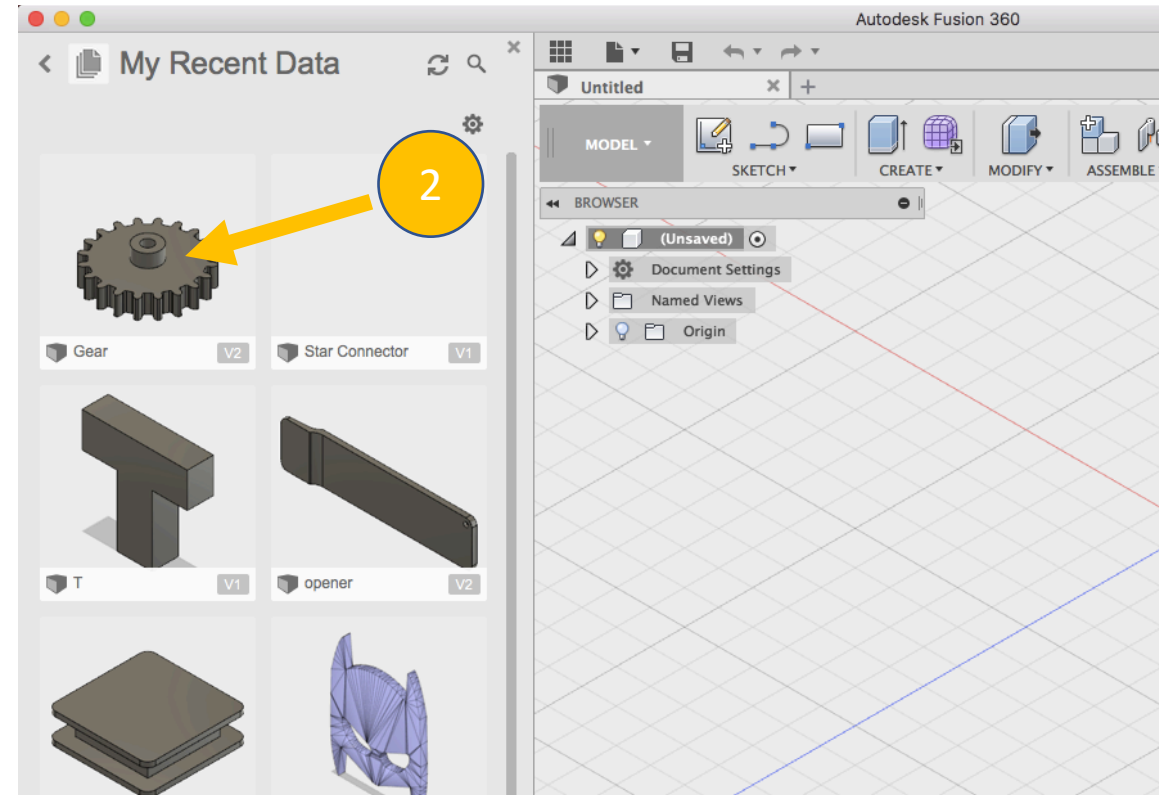 Autodesk Fusion 360
My Recent Data
2
Gear V2
Star Connector V1
T V1
opener V2
Untitled
MODEL
SKETCH
CREATE
MODIFY
ASSEMBLE
BROWSER
(Unsaved)
Document Settings
Named Views
Origin